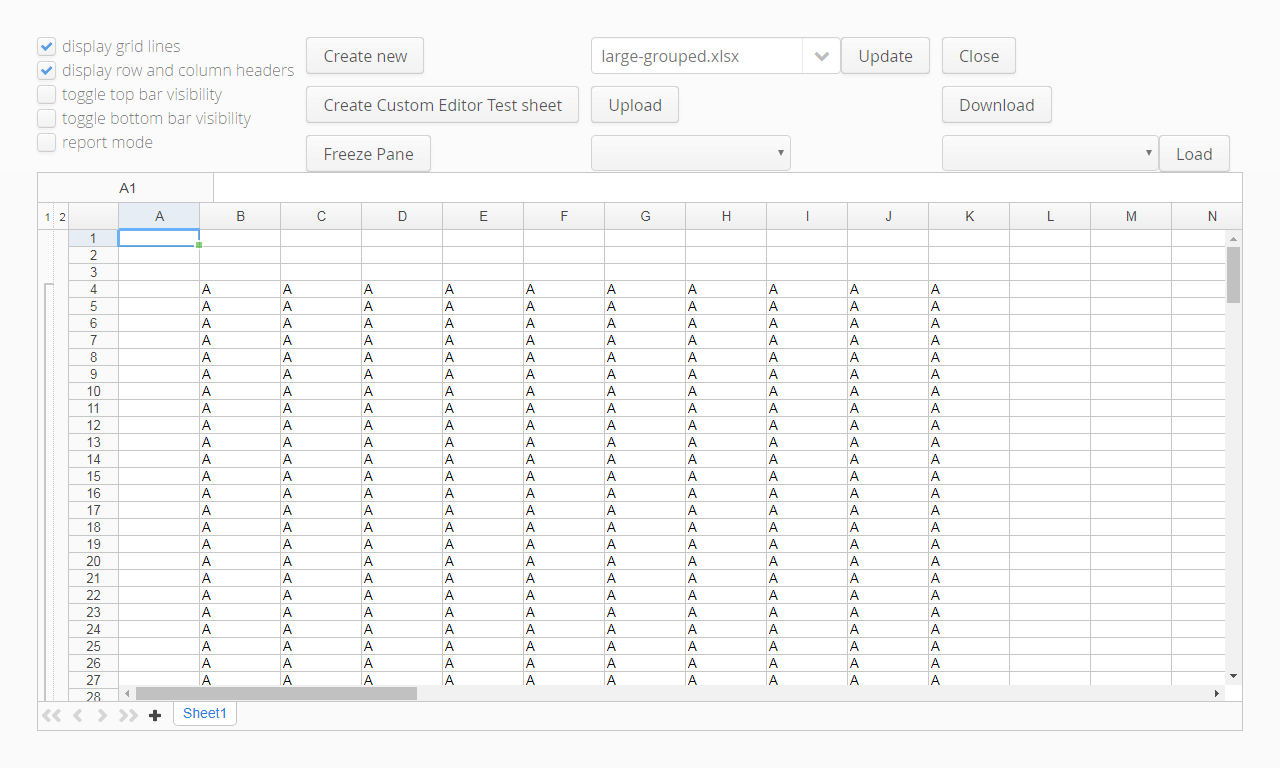 display grid lines
display row and column headers
toggle top bar visibility
toggle bottom bar visibility
report mode
Create new
large-grouped.xlsx
Update
Close
Create Custom Editor Test sheet
Upload
Download
Freeze Pane
Load
A1
1 2 A B C D E F G H I J K L M N
1
2
3
4 A A A A A A A A A A
5 A A A A A A A A A A
6 A A A A A A A A A A
7 A A A A A A A A A A
8 A A A A A A A A A A
9 A A A A A A A A A A
10 A A A A A A A A A A
11 A A A A A A A A A A
12 A A A A A A A A A A
13 A A A A A A A A A A
14 A A A A A A A A A A
15 A A A A A A A A A A
16 A A A A A A A A A A
17 A A A A A A A A A A
18 A A A A A A A A A A
19 A A A A A A A A A A
20 A A A A A A A A A A
21 A A A A A A A A A A
22 A A A A A A A A A A
23 A A A A A A A A A A
24 A A A A A A A A A A
25 A A A A A A A A A A
26 A A A A A A A A A A
27 A A A A A A A A A A
28
Sheet1